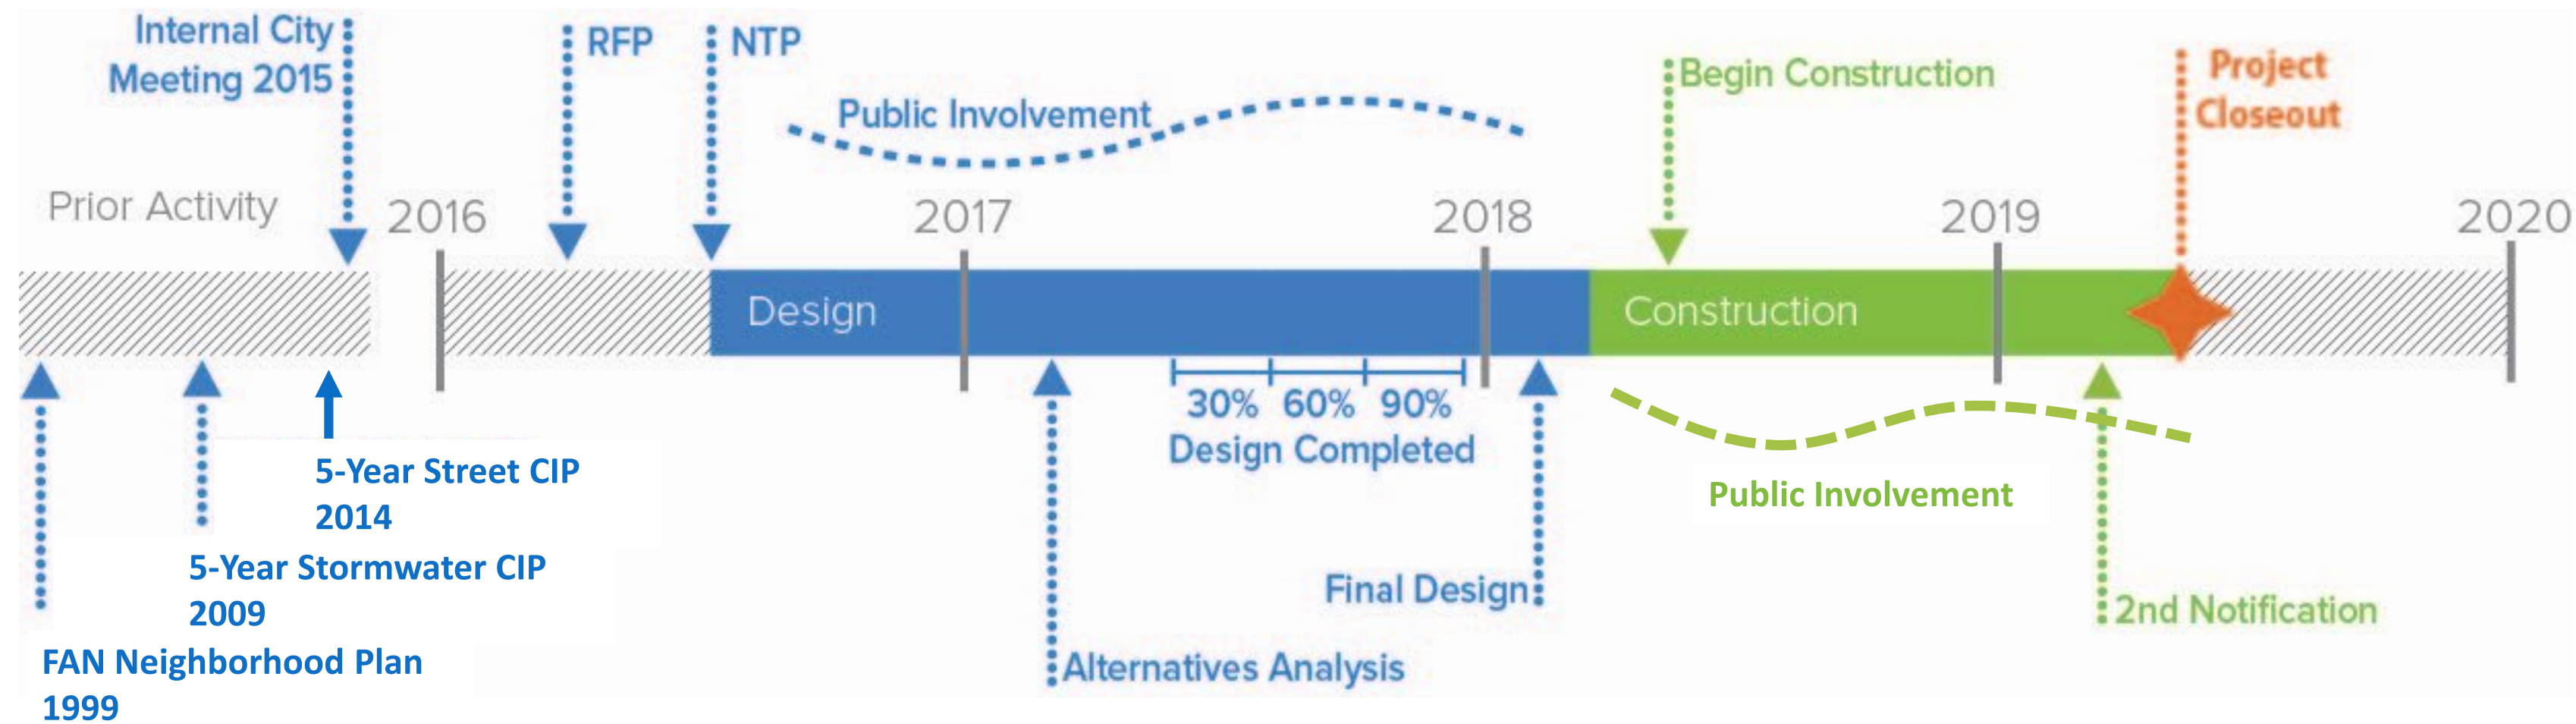 Internal City
Meeting 2015
RFP
NTP
Public Involvement
Begin Construction
Project
Closeout
Prior Activity
2016
2017
2018
2019
2020
Design
Construction
30% 60% 90%
Design Completed
5-Year Street CIP
2014
Public Involvement
5-Year Stormwater CIP
2009
Final Design
2nd Notification
FAN Neighborhood Plan
1999
Alternatives Analysis